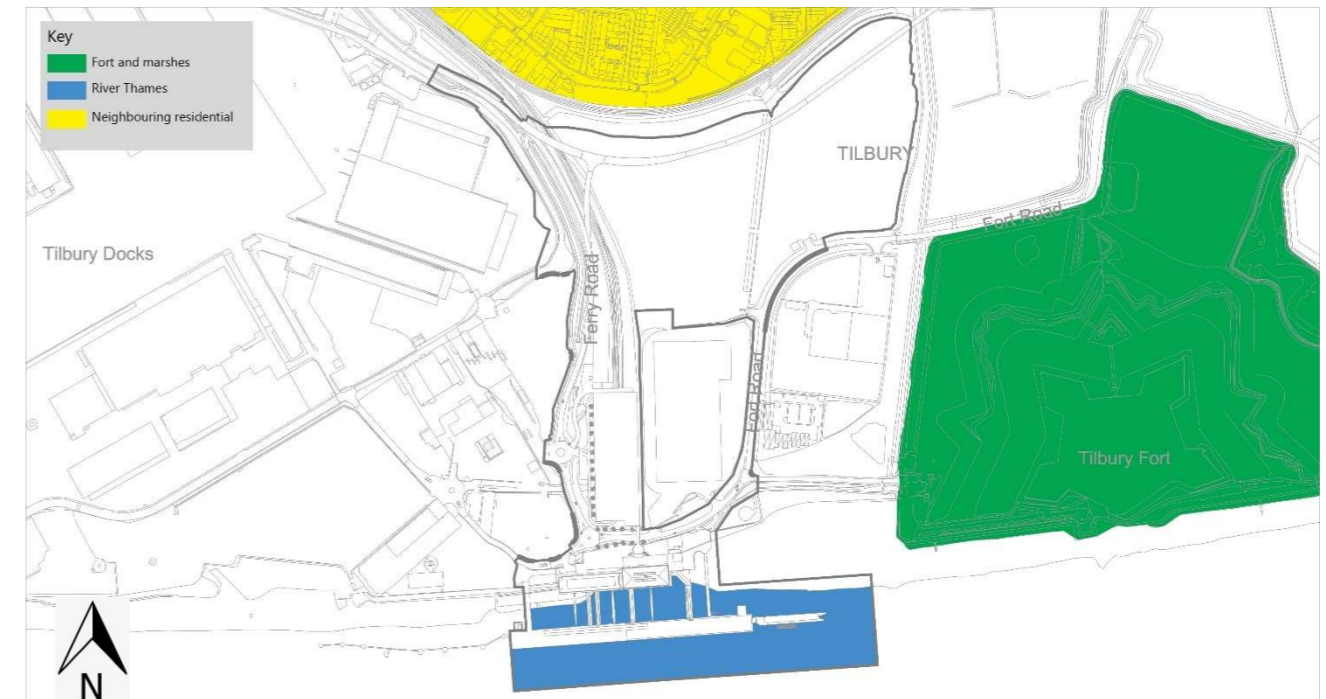 Key
Fort and marshes
River Thames
Neighbouring residential
TILBURY
Fort Road
Tilbury Docks
Ferry Road
Fort Road
Tilbury Fort
N